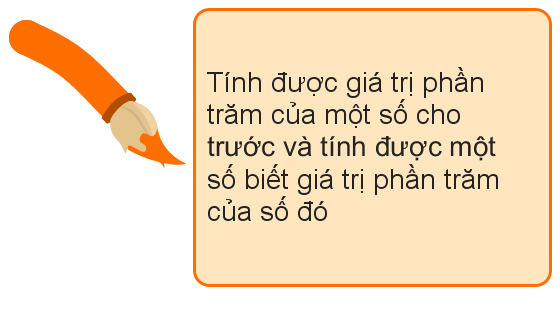 Tính được giá trị phần
trăm của một số cho
trước và tính được một
số biết giá trị phần trăm
của số đó